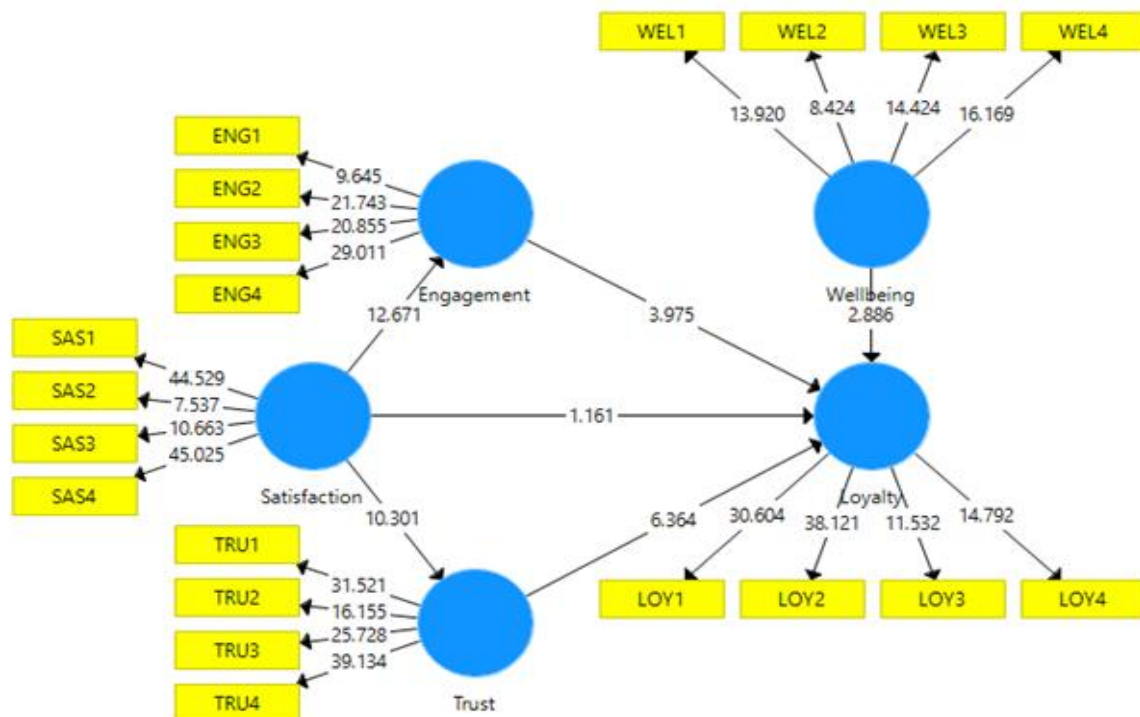 WEL1 WEL2 WEL3 WEL4
13.920 8.424 14.424 16.169
ENG1
ENG2
ENG3
ENG4
9.645
21.743
20.855
29.011
Engagement
Wellbeing
12.671
3.975
2.886
SAS1
SAS2
SAS3
SAS4
44.529
7.537
10.663
45.025
1.161
Satisfaction
Loyalty
10.301
6.364
30.604 38.121 11.532 14.792
TRU1
TRU2
TRU3
TRU4
31.521
16.155
25.728
39.134
Trust
LOY1 LOY2 LOY3 LOY4